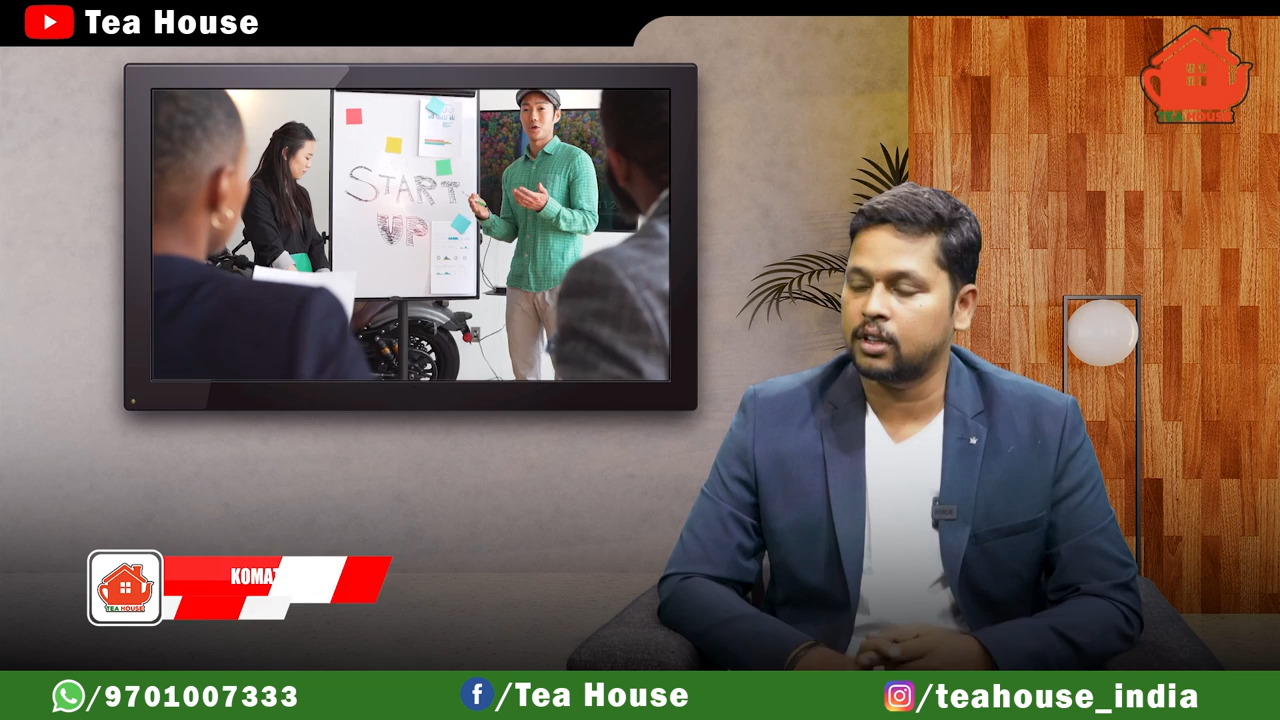 Tea House
TEA HOUSE
START
UP
KOMAT
TEA HOUSE
/9701007333
/Tea House
/teahouse_india